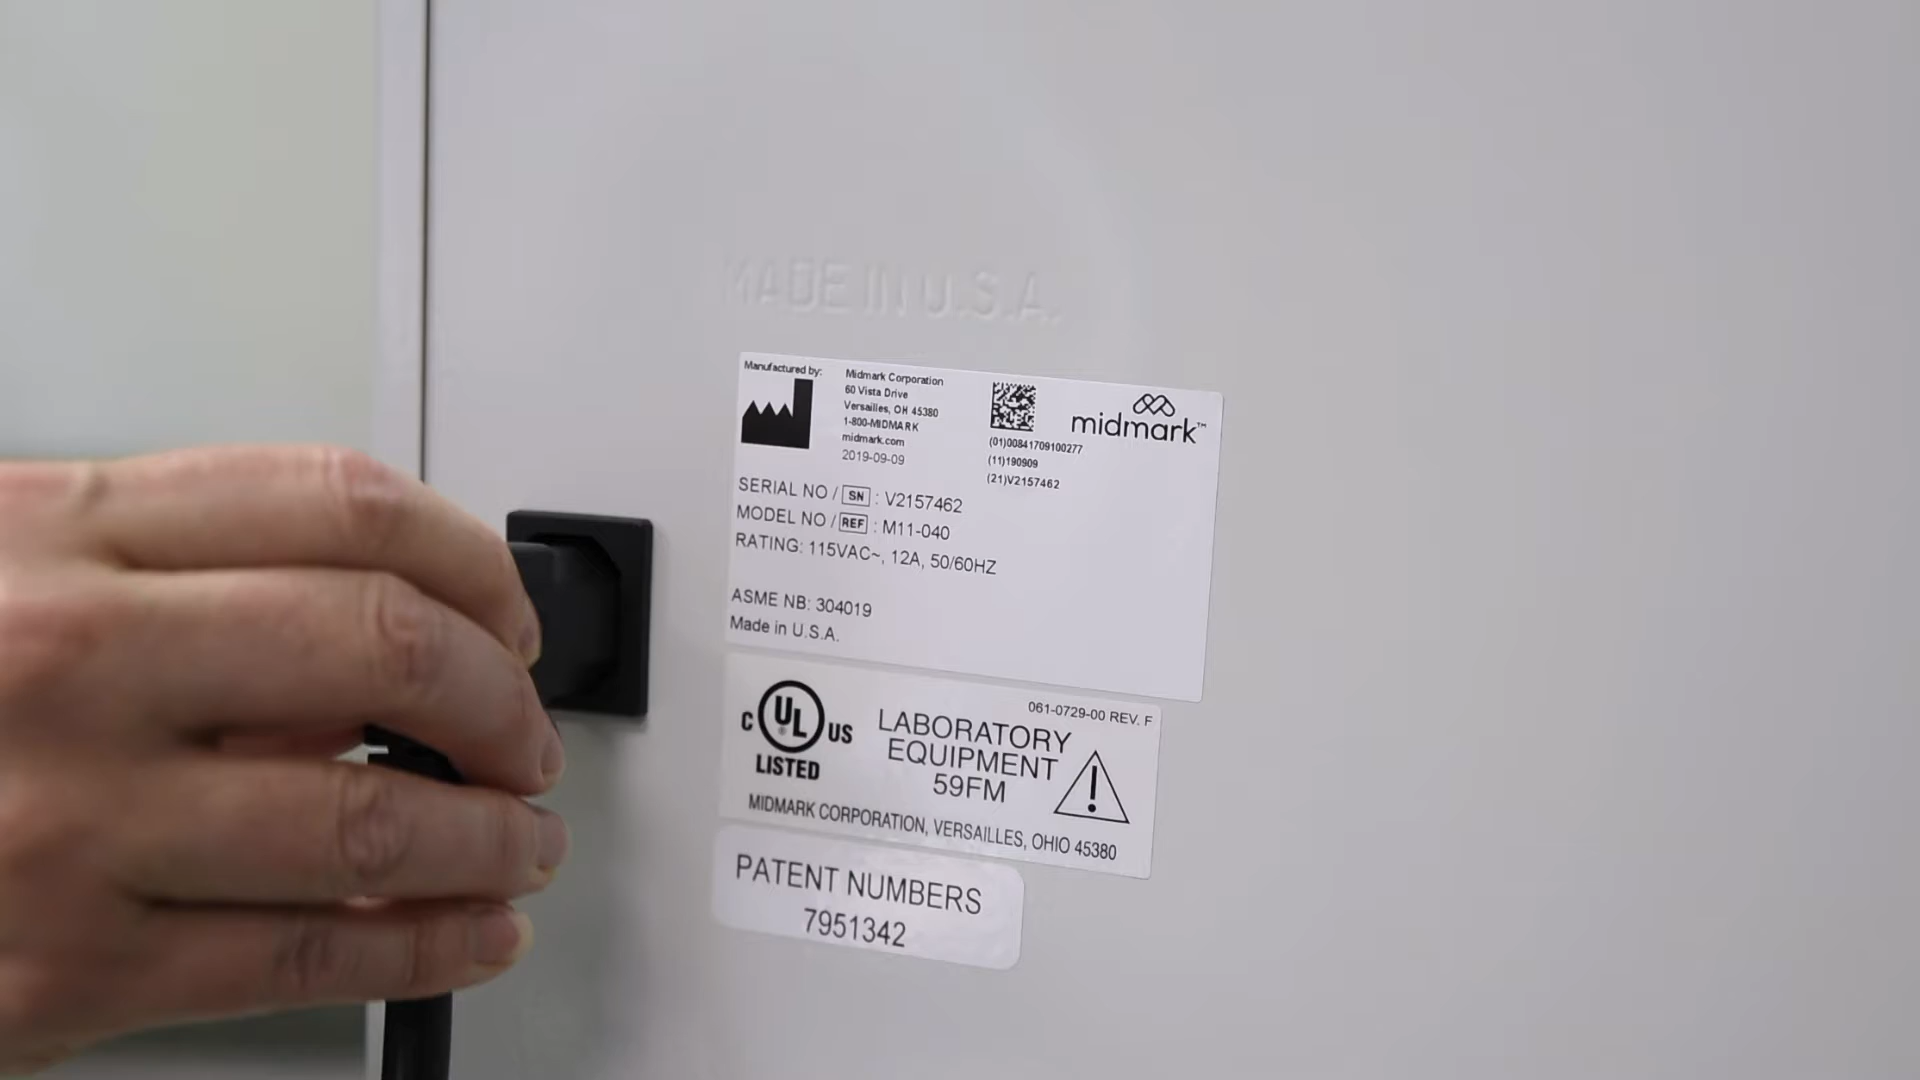 MADE IN U.S.A.
Manufactured by:
Midmark Corporation
60 Vista Drive
Versailles, OH 45380
1-800-MIDMARK
midmark.com
2019-09-09
(01)00841709100277
(11)190909
(21)V2157462
midmark™
SERIAL NO / SN : V2157462
MODEL NO / REF : M11-040
RATING: 115VAC~, 12A, 50/60HZ
ASME NB: 304019
Made in U.S.A.
061-0729-00 REV. F
C UL ® US
LISTED
LABORATORY
EQUIPMENT
59FM
MIDMARK CORPORATION, VERSAILLES, OHIO 45380
PATENT NUMBERS
7951342